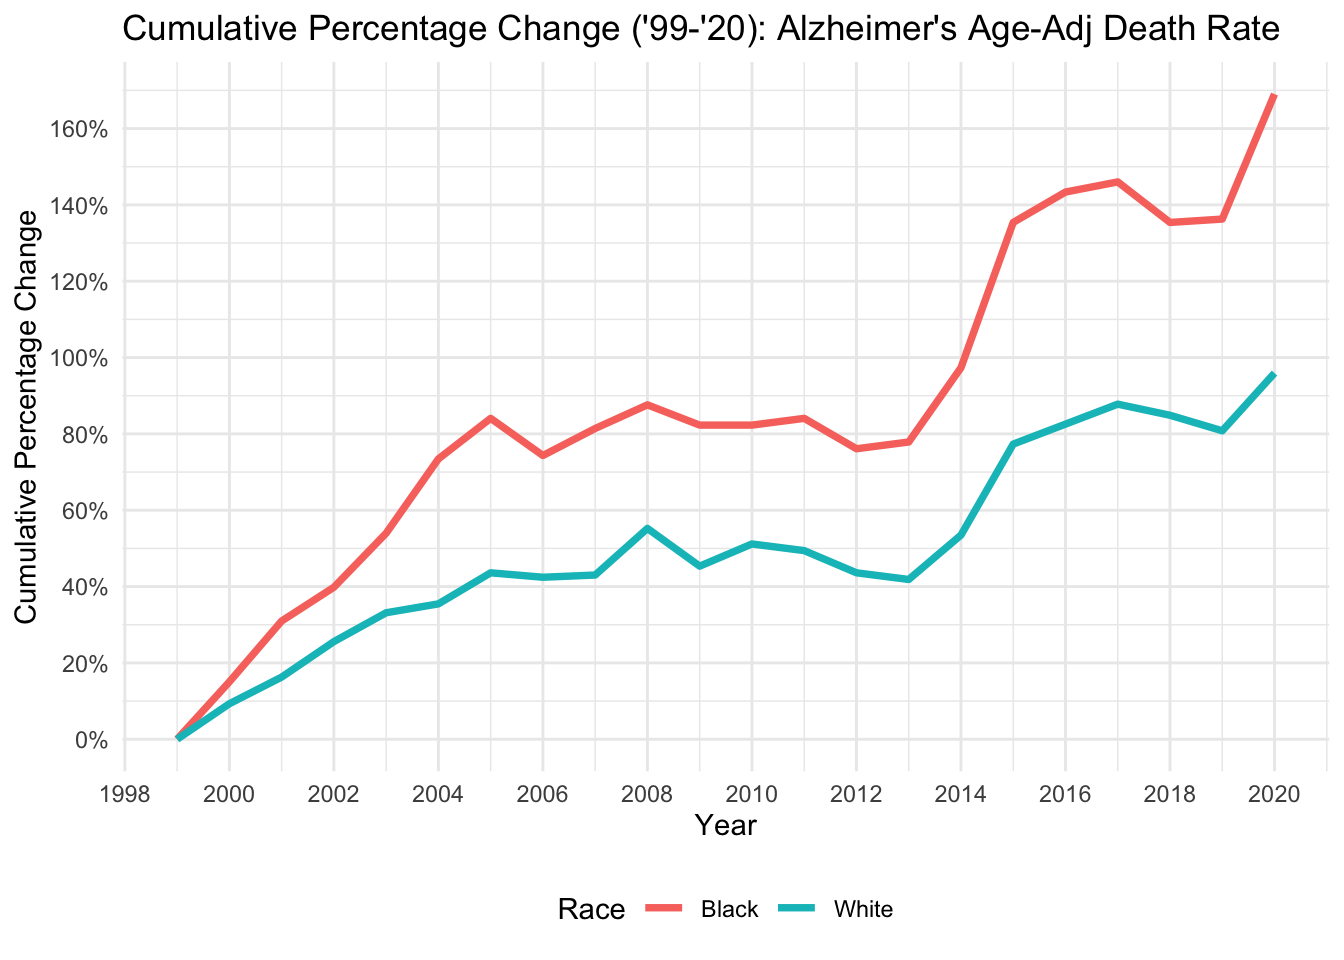 Cumulative Percentage Change ('99-'20): Alzheimer's Age-Adj Death Rate
Cumulative Percentage Change
160%
140%
120%
100%
80%
60%
40%
20%
0%
1998 2000 2002 2004 2006 2008 2010 2012 2014 2016 2018 2020
Year
Race Black White